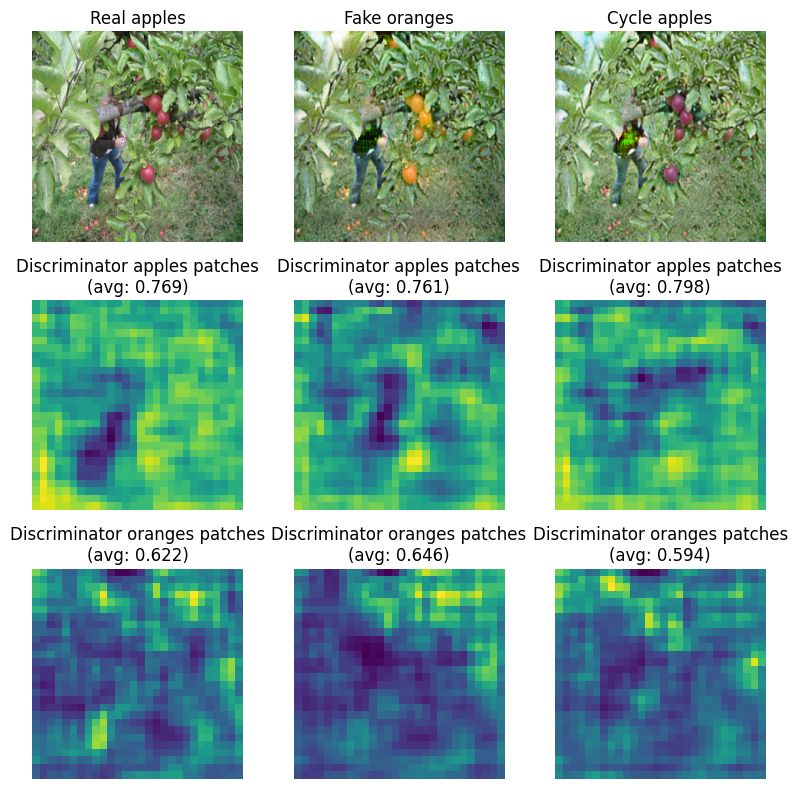 Real apples
Fake oranges
Cycle apples
Discriminator apples patches
(avg: 0.769)
Discriminator apples patches
(avg: 0.761)
Discriminator apples patches
(avg: 0.798)
Discriminator oranges patches
(avg: 0.622)
Discriminator oranges patches
(avg: 0.646)
Discriminator oranges patches
(avg: 0.594)